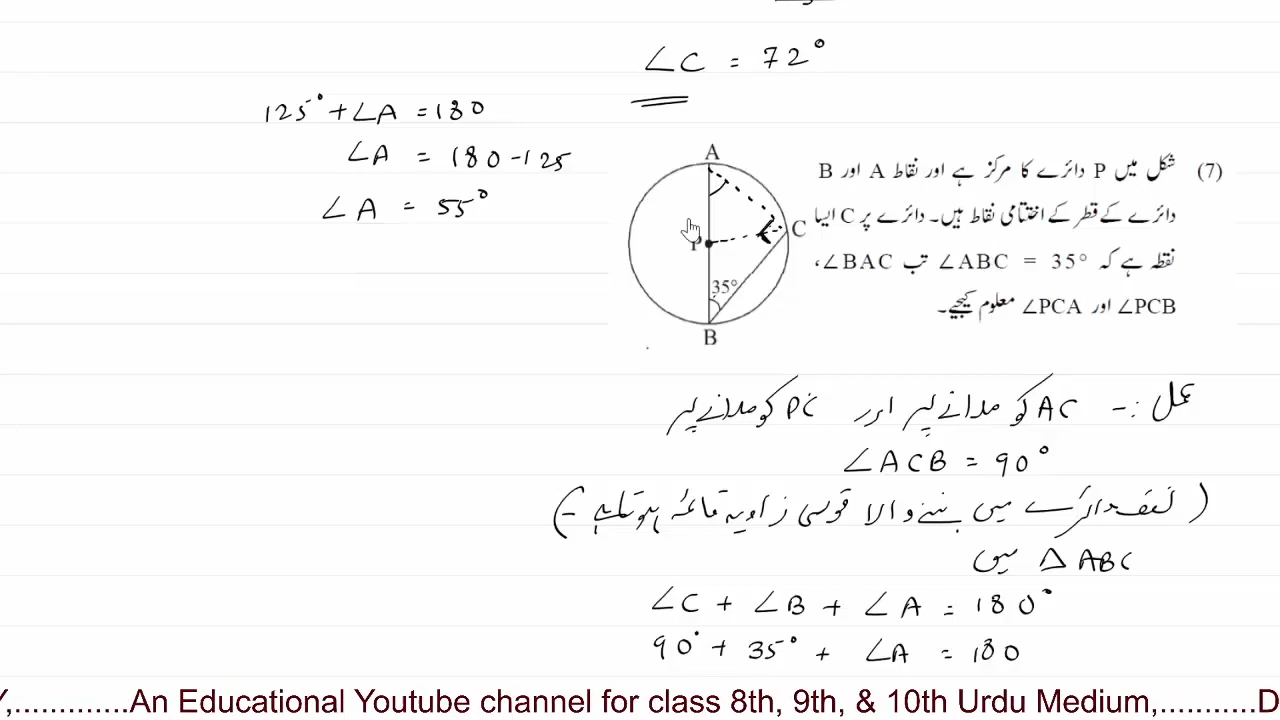 ∠C = 72°
125° + ∠A = 180
∠A = 180 - 125
∠A = 55°
(7) شکل میں P دائرے کا مرکز ہے اور نقاط A اور B
دائرے کے قطر کے اختتامی نقاط ہیں۔ دائرے پر C ایسا
نقطہ ہے کہ ∠ABC = 35° تب ∠BAC،
∠PCB اور ∠PCA معلوم کیجیے۔
A
C
P
35°
B
عمل :- AC کو ملانے پر اور PC کو ملانے پر
∠ACB = 90°
(نصف دائرے میں بننے والا قوسی زاویہ قائمہ ہوتا ہے-)
△ABC میں
∠C + ∠B + ∠A = 180°
90° + 35° + ∠A = 180
Y,.............An Educational Youtube channel for class 8th, 9th, & 10th Urdu Medium,...........D